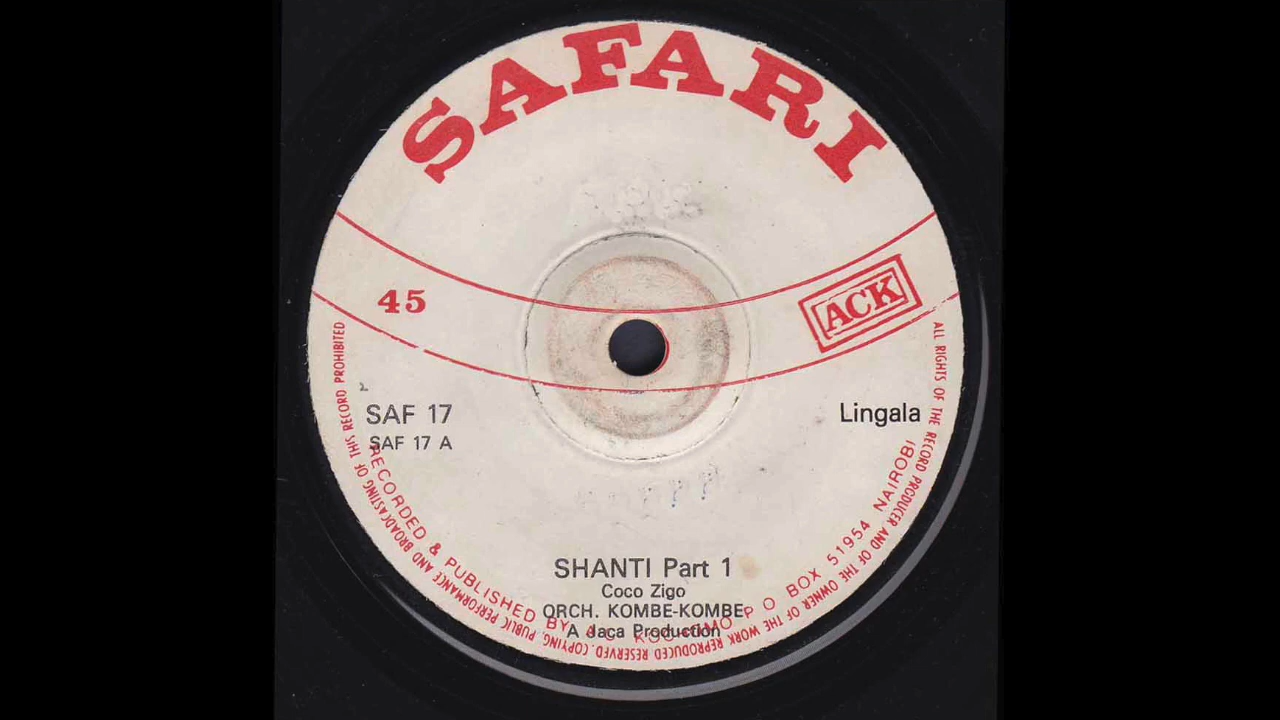 SAFARI
45
ACK
SAF 17
SAF 17 A
Lingala
SHANTI Part 1
Coco Zigo
ORCH. KOMBE-KOMBE
A Jaca Production
RECORDED & PUBLISHED BY P O BOX 51954 NAIROBI
ALL RIGHTS OF THE RECORD PRODUCER AND OF THE OWNER OF THE WORK REPRODUCED RESERVED. COPYING, PUBLIC PERFORMANCE AND BROADCASTING OF THIS RECORD PROHIBITED